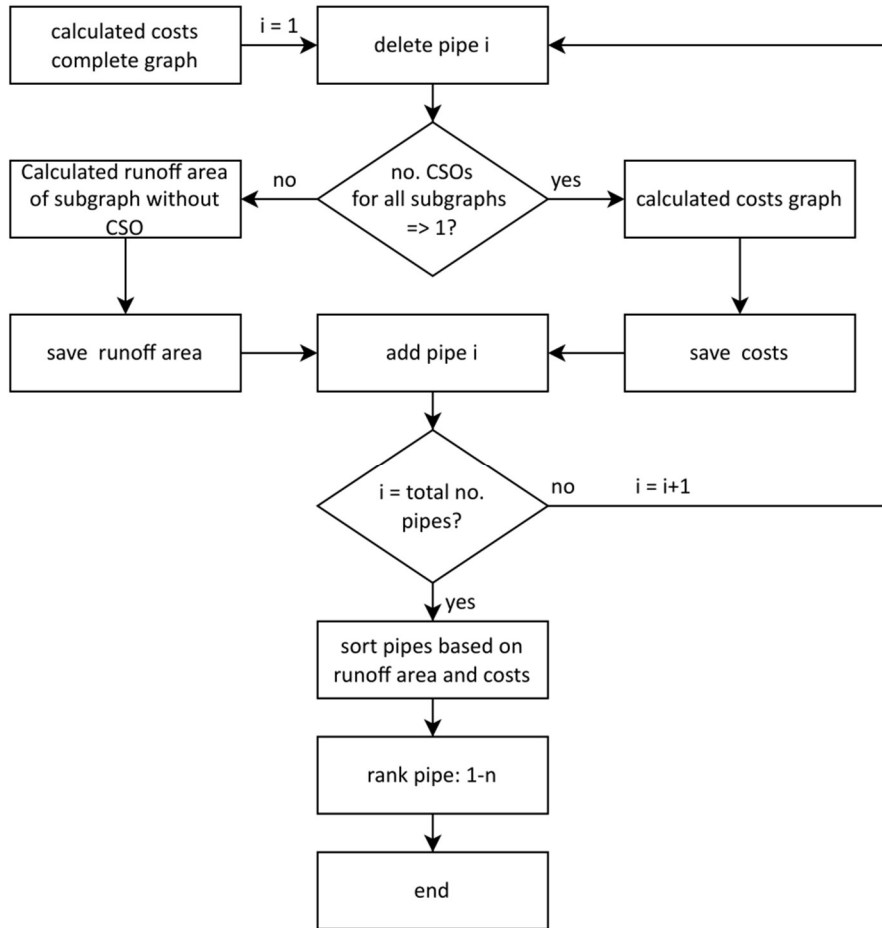 calculated costs
complete graph
i = 1
delete pipe i
Calculated runoff area
of subgraph without
CSO
no
no. CSOs
for all subgraphs
=> 1?
yes
calculated costs graph
save  runoff area
add pipe i
save  costs
i = total no.
pipes?
no
i = i+1
yes
sort pipes based on
runoff area and costs
rank pipe: 1-n
end